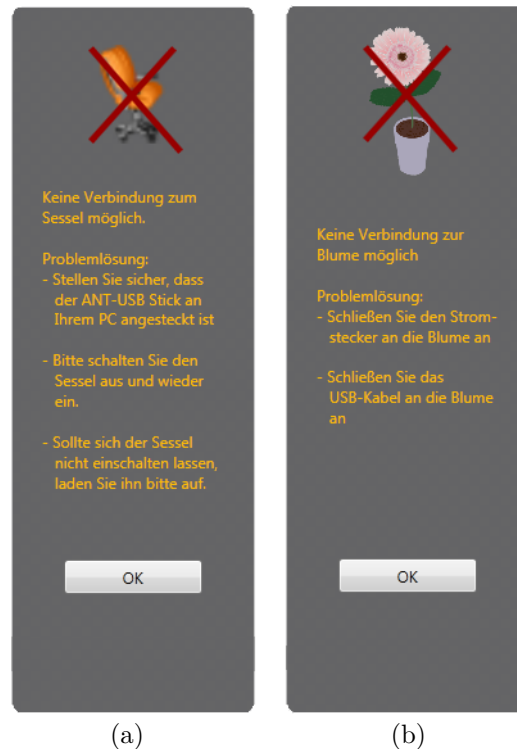 Keine Verbindung zum
Sessel möglich.
Problemlösung:
- Stellen Sie sicher, dass
der ANT-USB Stick an
Ihrem PC angesteckt ist
- Bitte schalten Sie den
Sessel aus und wieder
ein.
- Sollte sich der Sessel
nicht einschalten lassen,
laden Sie ihn bitte auf.
OK
(a)
Keine Verbindung zur
Blume möglich
Problemlösung:
- Schließen Sie den Strom-
stecker an die Blume an
- Schließen Sie das
USB-Kabel an die Blume
an
OK
(b)